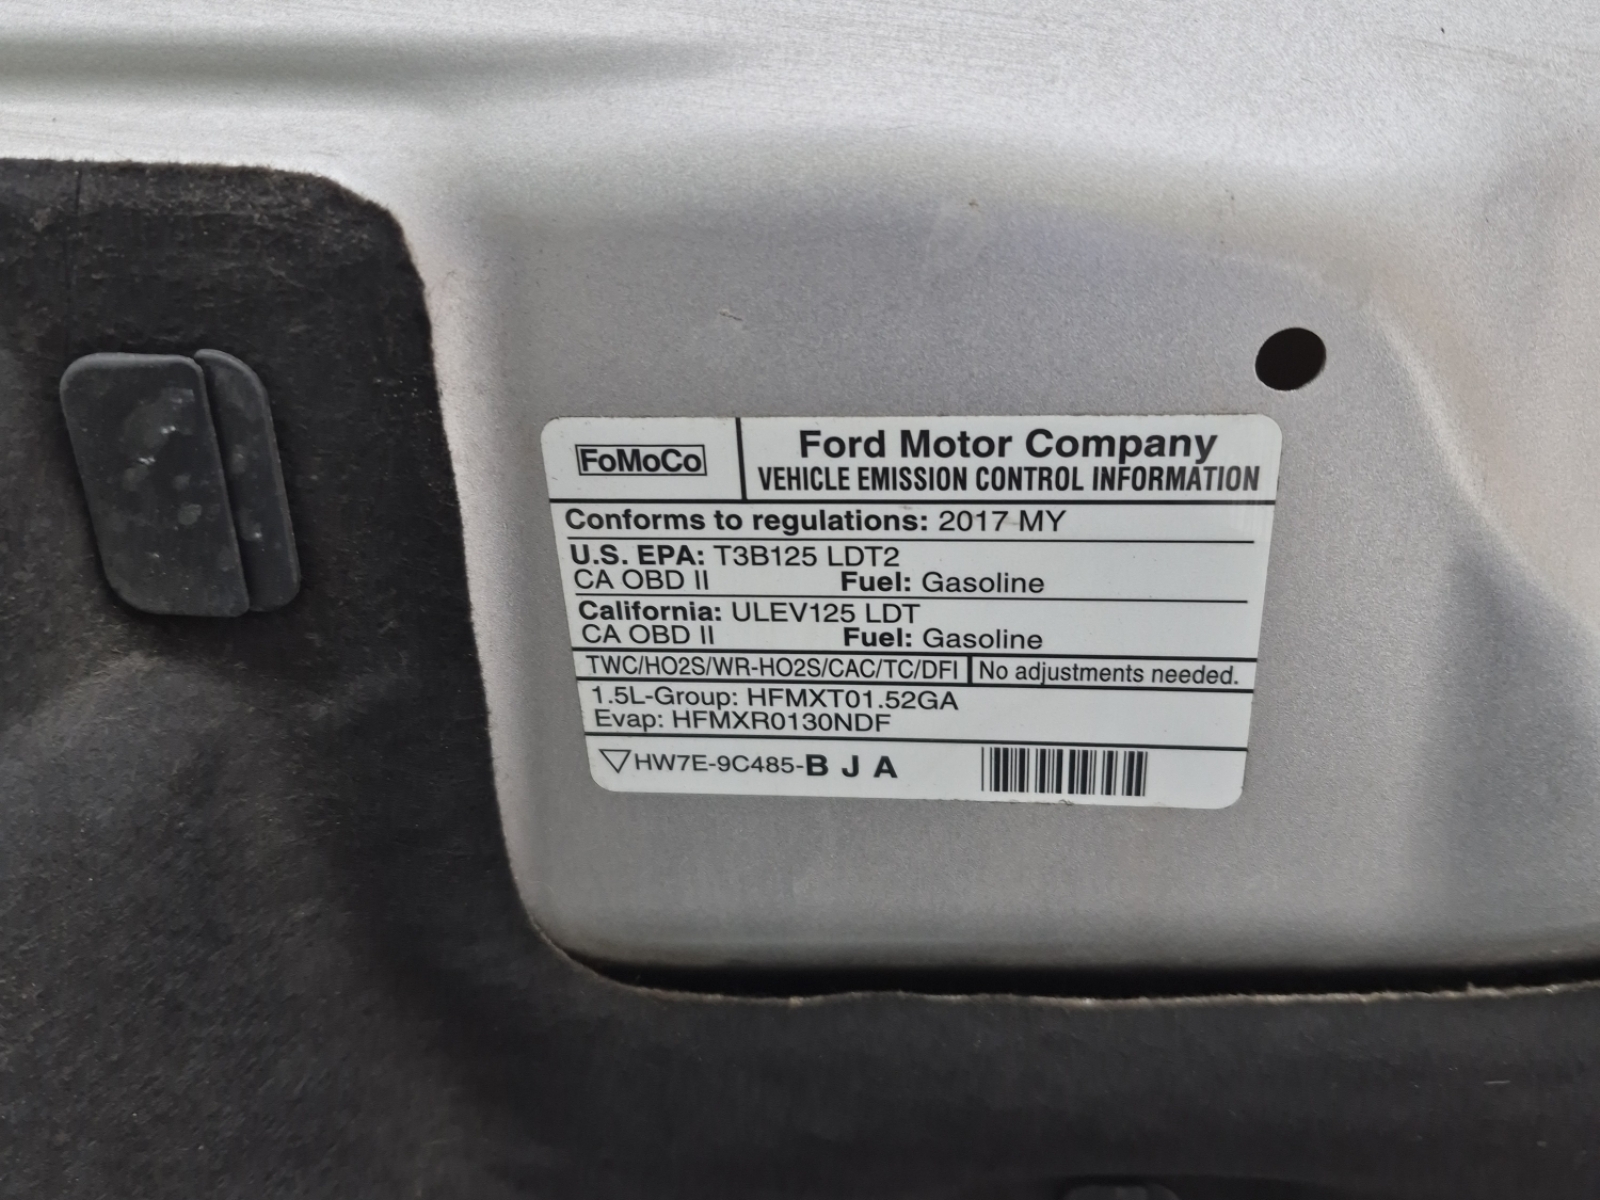 FoMoCo
Ford Motor Company
VEHICLE EMISSION CONTROL INFORMATION
Conforms to regulations: 2017 MY
U.S. EPA: T3B125 LDT2
CA OBD II Fuel: Gasoline
California: ULEV125 LDT
CA OBD II Fuel: Gasoline
TWC/HO2S/WR-HO2S/CAC/TC/DFI No adjustments needed.
1.5L-Group: HFMXT01.52GA
Evap: HFMXR0130NDF
HW7E-9C485-B J A